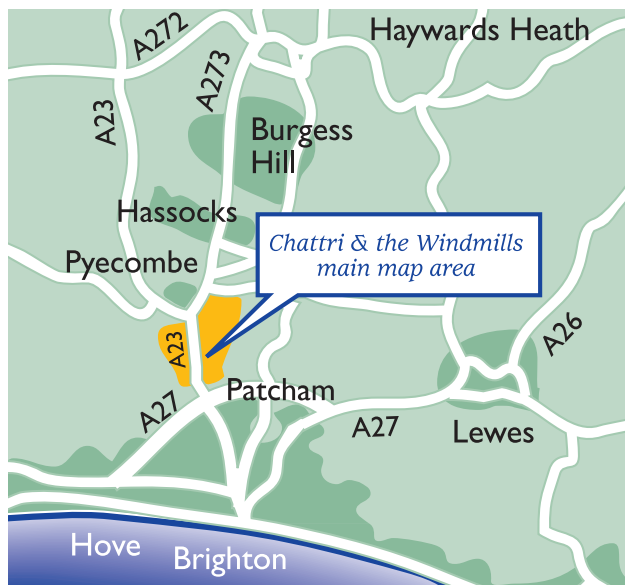 Haywards Heath
A272
A273
A23
Burgess
Hill
Hassocks
Chattri & the Windmills
main map area
Pyecombe
A23
A26
Patcham
A27
A27
Lewes
Hove
Brighton